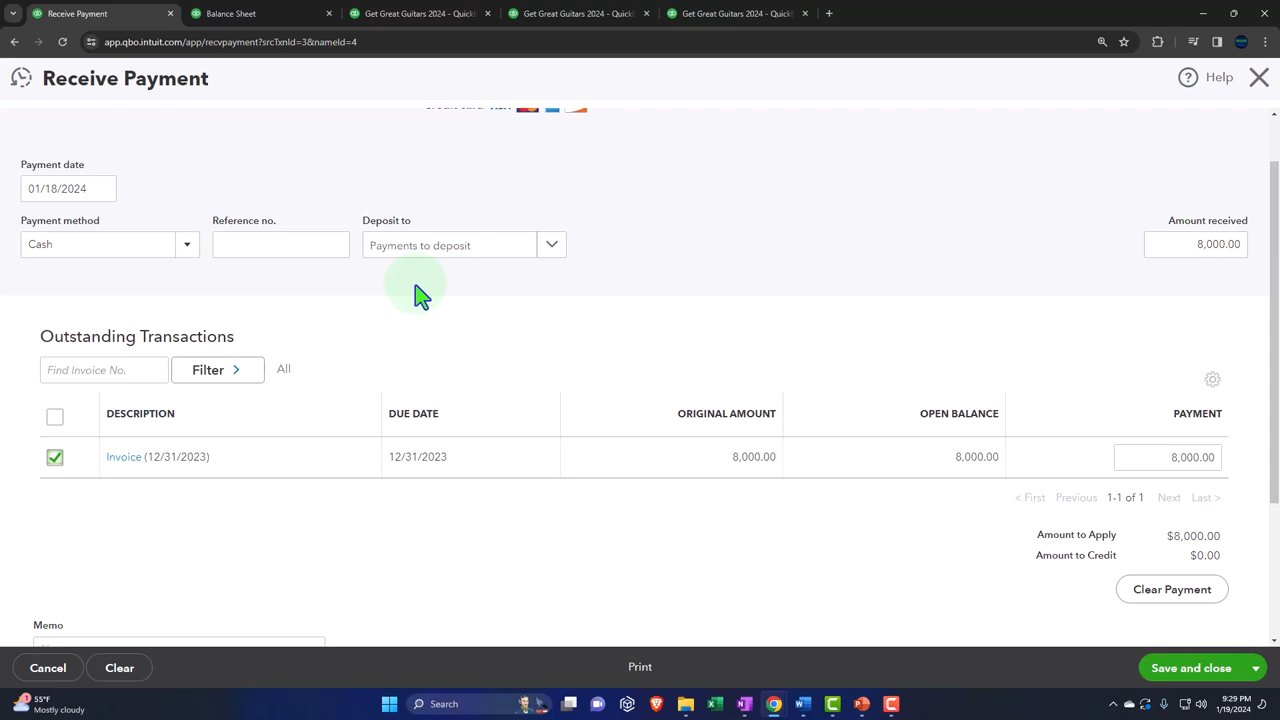 Receive Payment
Balance Sheet
Get Great Guitars 2024 - QuickB
Get Great Guitars 2024 - Quick
Get Great Guitars 2024 - Quick
app.qbo.intuit.com/app/recvpayment?srcTxnId=3&nameId=4
Receive Payment
Help
VISA
Payment date
01/18/2024
Payment method
Reference no.
Deposit to
Amount received
Cash
Payments to deposit
8,000.00
Outstanding Transactions
Find Invoice No.
Filter >
All
DESCRIPTION
DUE DATE
ORIGINAL AMOUNT
OPEN BALANCE
PAYMENT
Invoice (12/31/2023)
12/31/2023
8,000.00
8,000.00
8,000.00
< First
Previous
1-1 of 1
Next
Last >
Amount to Apply
$8,000.00
Amount to Credit
$0.00
Clear Payment
Memo
Cancel
Clear
Print
Save and close
1
55°F
Mostly cloudy
Search
9:29 PM
1/19/2024